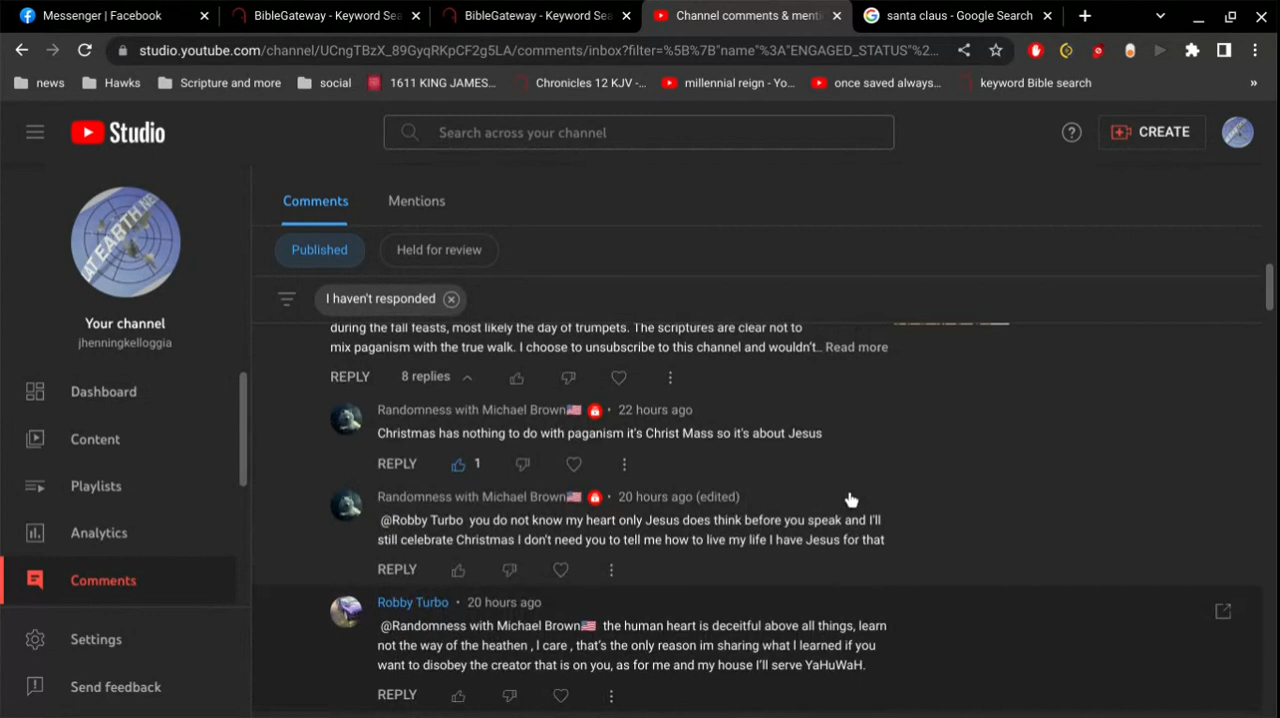 Messenger | Facebook
BibleGateway - Keyword Sea
BibleGateway - Keyword Sea
Channel comments & menti
santa claus - Google Search
studio.youtube.com/channel/UCngTBzX_89GyqRKpCF2g5LA/comments/inbox?filter=%5B%7B"name"%3A"ENGAGED_STATUS"%2...
news
Hawks
Scripture and more
social
1611 KING JAMES...
Chronicles 12 KJV -...
millennial reign - Yo...
once saved always...
keyword Bible search
»
Studio
Search across your channel
CREATE
AT EARTH NE
Your channel
jhenningkelloggia
Dashboard
Content
Playlists
Analytics
Comments
Settings
Send feedback
Comments
Mentions
Published
Held for review
I haven't responded
during the fall feasts, most likely the day of trumpets. The scriptures are clear not to
mix paganism with the true walk. I choose to unsubscribe to this channel and wouldn't… Read more
REPLY 8 replies
Randomness with Michael Brown🇺🇸 • 22 hours ago
Christmas has nothing to do with paganism it's Christ Mass so it's about Jesus
REPLY 1
Randomness with Michael Brown🇺🇸 • 20 hours ago (edited)
@Robby Turbo you do not know my heart only Jesus does think before you speak and I'll
still celebrate Christmas I don't need you to tell me how to live my life I have Jesus for that
REPLY
Robby Turbo • 20 hours ago
@Randomness with Michael Brown🇺🇸 the human heart is deceitful above all things, learn
not the way of the heathen , I care , that's the only reason im sharing what I learned if you
want to disobey the creator that is on you, as for me and my house I'll serve YaHuWaH.
REPLY